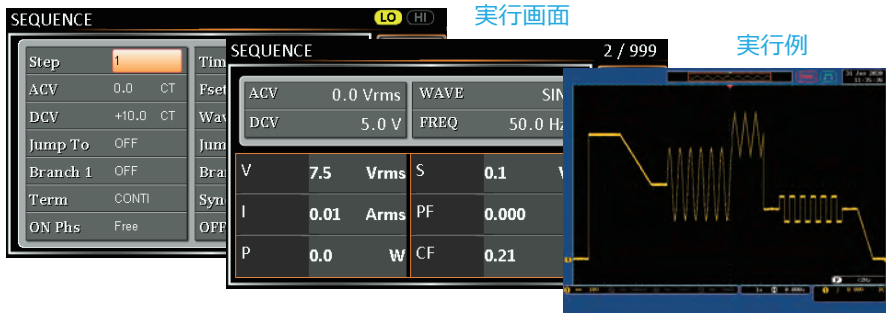 実行画面
実行例
SEQUENCE LO HI
Step 1
ACV 0.0 CT
DCV +10.0 CT
Jump To OFF
Branch 1 OFF
Term CONTI
ON Phs Free
Tim
Fset
Wav
Jum
Bra
Syn
OFF
SEQUENCE 2 / 999
ACV 0.0 Vrms WAVE SIN
DCV 5.0 V FREQ 50.0 Hz
V 7.5 Vrms S 0.1
I 0.01 Arms PF 0.000
P 0.0 W CF 0.21